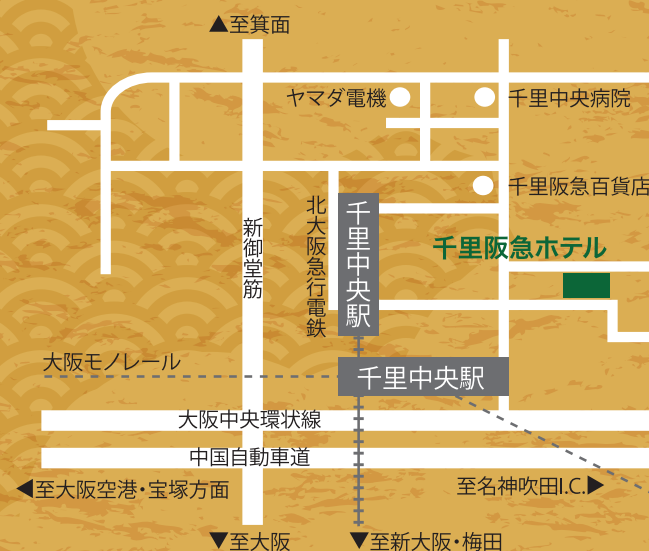 ▲至箕面
ヤマダ電機
千里中央病院
千里阪急百貨店
新御堂筋
北大阪急行電鉄
千里中央駅
千里阪急ホテル
大阪モノレール
千里中央駅
大阪中央環状線
中国自動車道
◀至大阪空港・宝塚方面
至名神吹田I.C.▶
▼至大阪
▼至新大阪・梅田